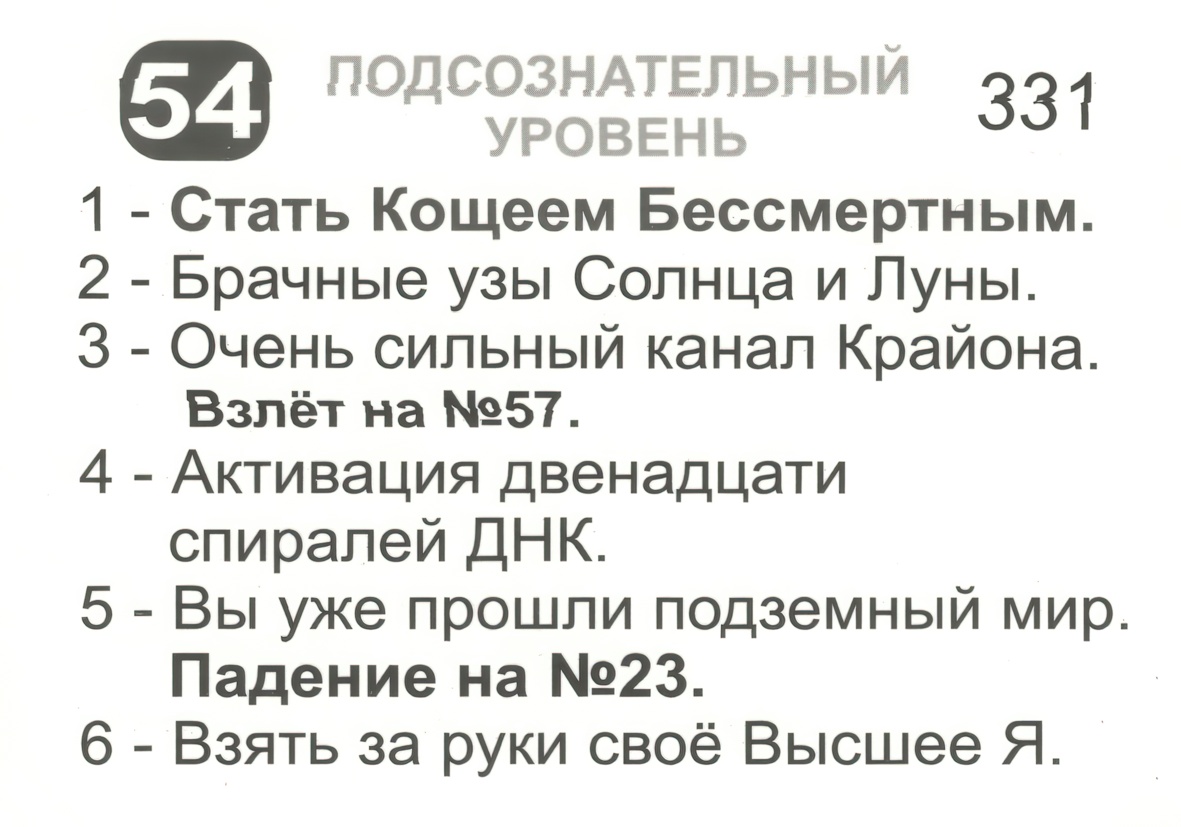 54
ПОДСОЗНАТЕЛЬНЫЙ
УРОВЕНЬ
331
1 - Стать Кощеем Бессмертным.
2 - Брачные узы Солнца и Луны.
3 - Очень сильный канал Крайона.
Взлёт на №57.
4 - Активация двенадцати
спиралей ДНК.
5 - Вы уже прошли подземный мир.
Падение на №23.
6 - Взять за руки своё Высшее Я.